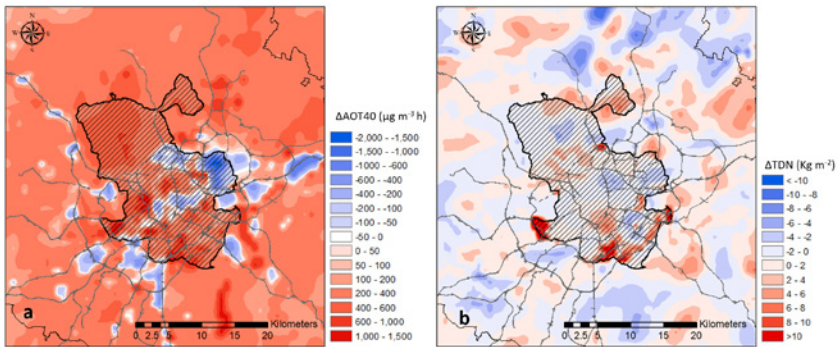 N
W E
S
a
Kilometers
0 2.5 5 10 15 20
ΔAOT40 (µg m⁻³ h)
-2,000 - -1,500
-1,500 - -1,000
-1000 - -600
-600 - -400
-400 - -200
-200 - -100
-100 - -50
-50 - 0
0 - 50
50 - 100
100 - 200
200 - 400
400 - 600
600 - 1,000
1,000 - 1,500
N
W E
S
b
Kilometers
0 2.5 5 10 15 20
ΔTDN (Kg m⁻²)
< -10
-10 - -8
-8 - -6
-6 - -4
-4 - -2
-2 - 0
0 - 2
2 - 4
4 - 6
6 - 8
8 - 10
>10